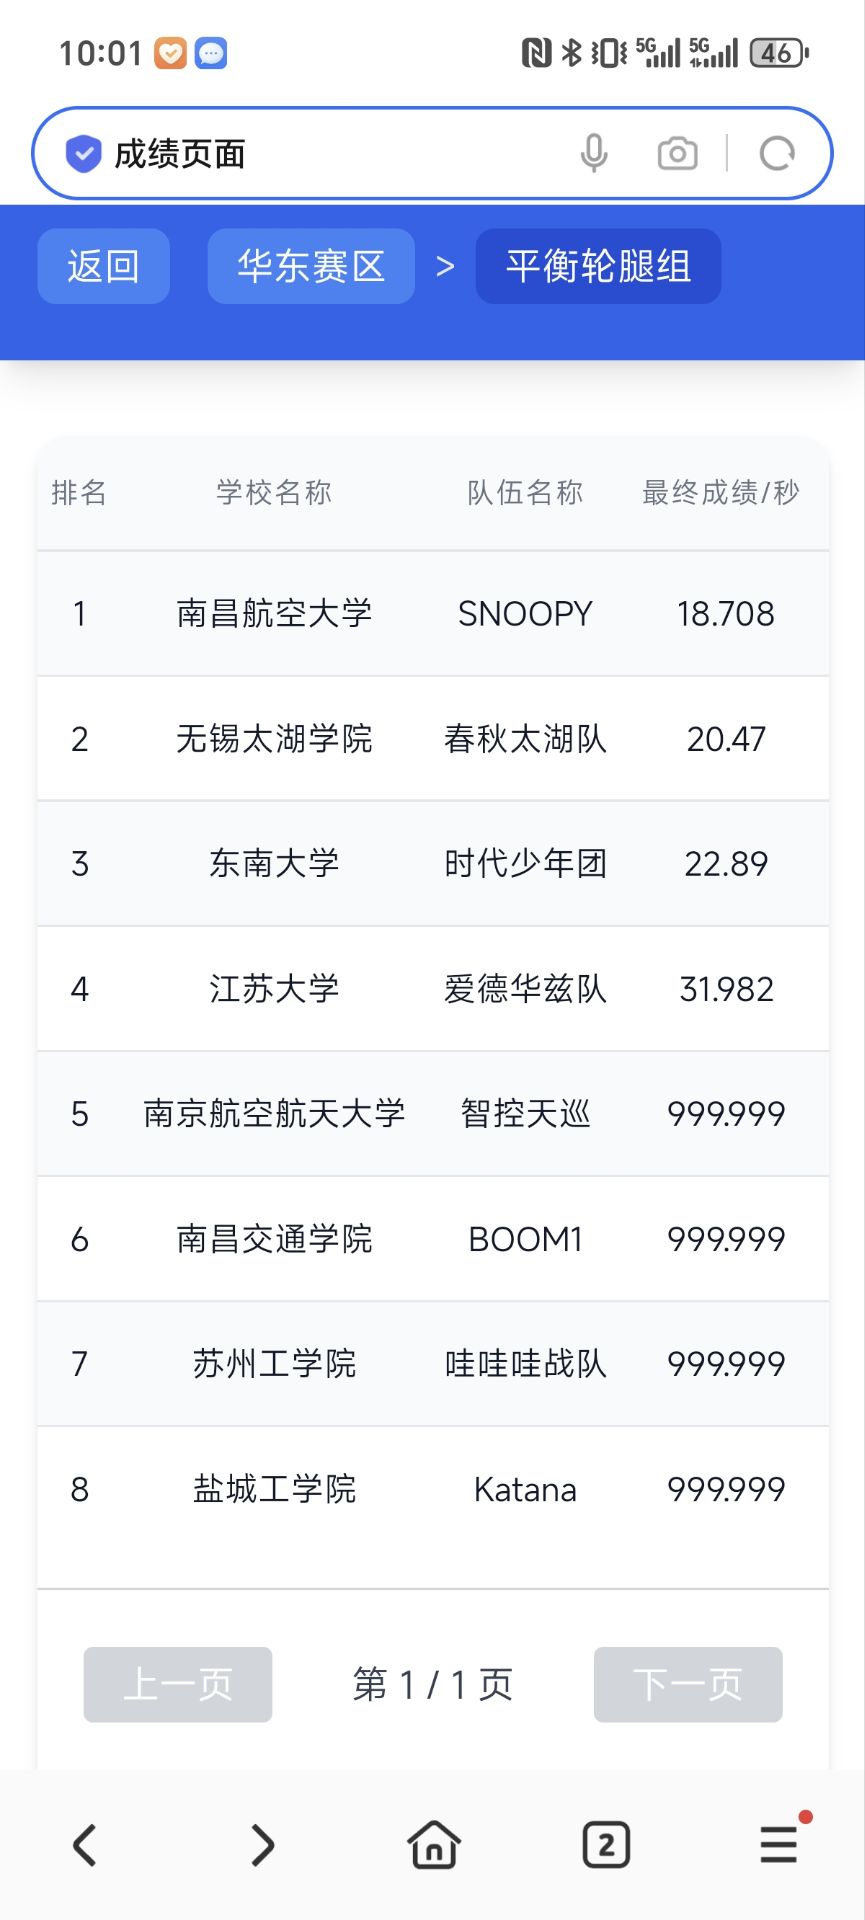 10:01 5G 5G 46
成绩页面
返回 华东赛区 > 平衡轮腿组
排名 学校名称 队伍名称 最终成绩/秒
1 南昌航空大学 SNOOPY 18.708
2 无锡太湖学院 春秋太湖队 20.47
3 东南大学 时代少年团 22.89
4 江苏大学 爱德华兹队 31.982
5 南京航空航天大学 智控天巡 999.999
6 南昌交通学院 BOOM1 999.999
7 苏州工学院 哇哇哇战队 999.999
8 盐城工学院 Katana 999.999
上一页 第 1 / 1 页 下一页
2